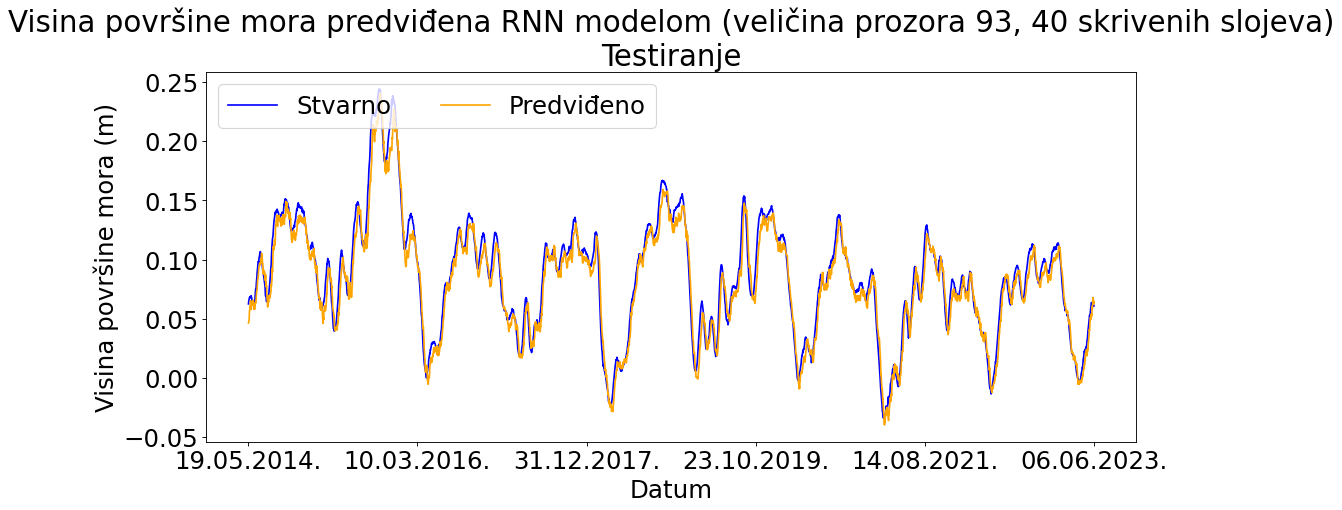 Visina površine mora predviđena RNN modelom (veličina prozora 93, 40 skrivenih slojeva)
Testiranje
Stvarno Predviđeno
Visina površine mora (m)
0.25
0.20
0.15
0.10
0.05
0.00
−0.05
19.05.2014. 10.03.2016. 31.12.2017. 23.10.2019. 14.08.2021. 06.06.2023.
Datum